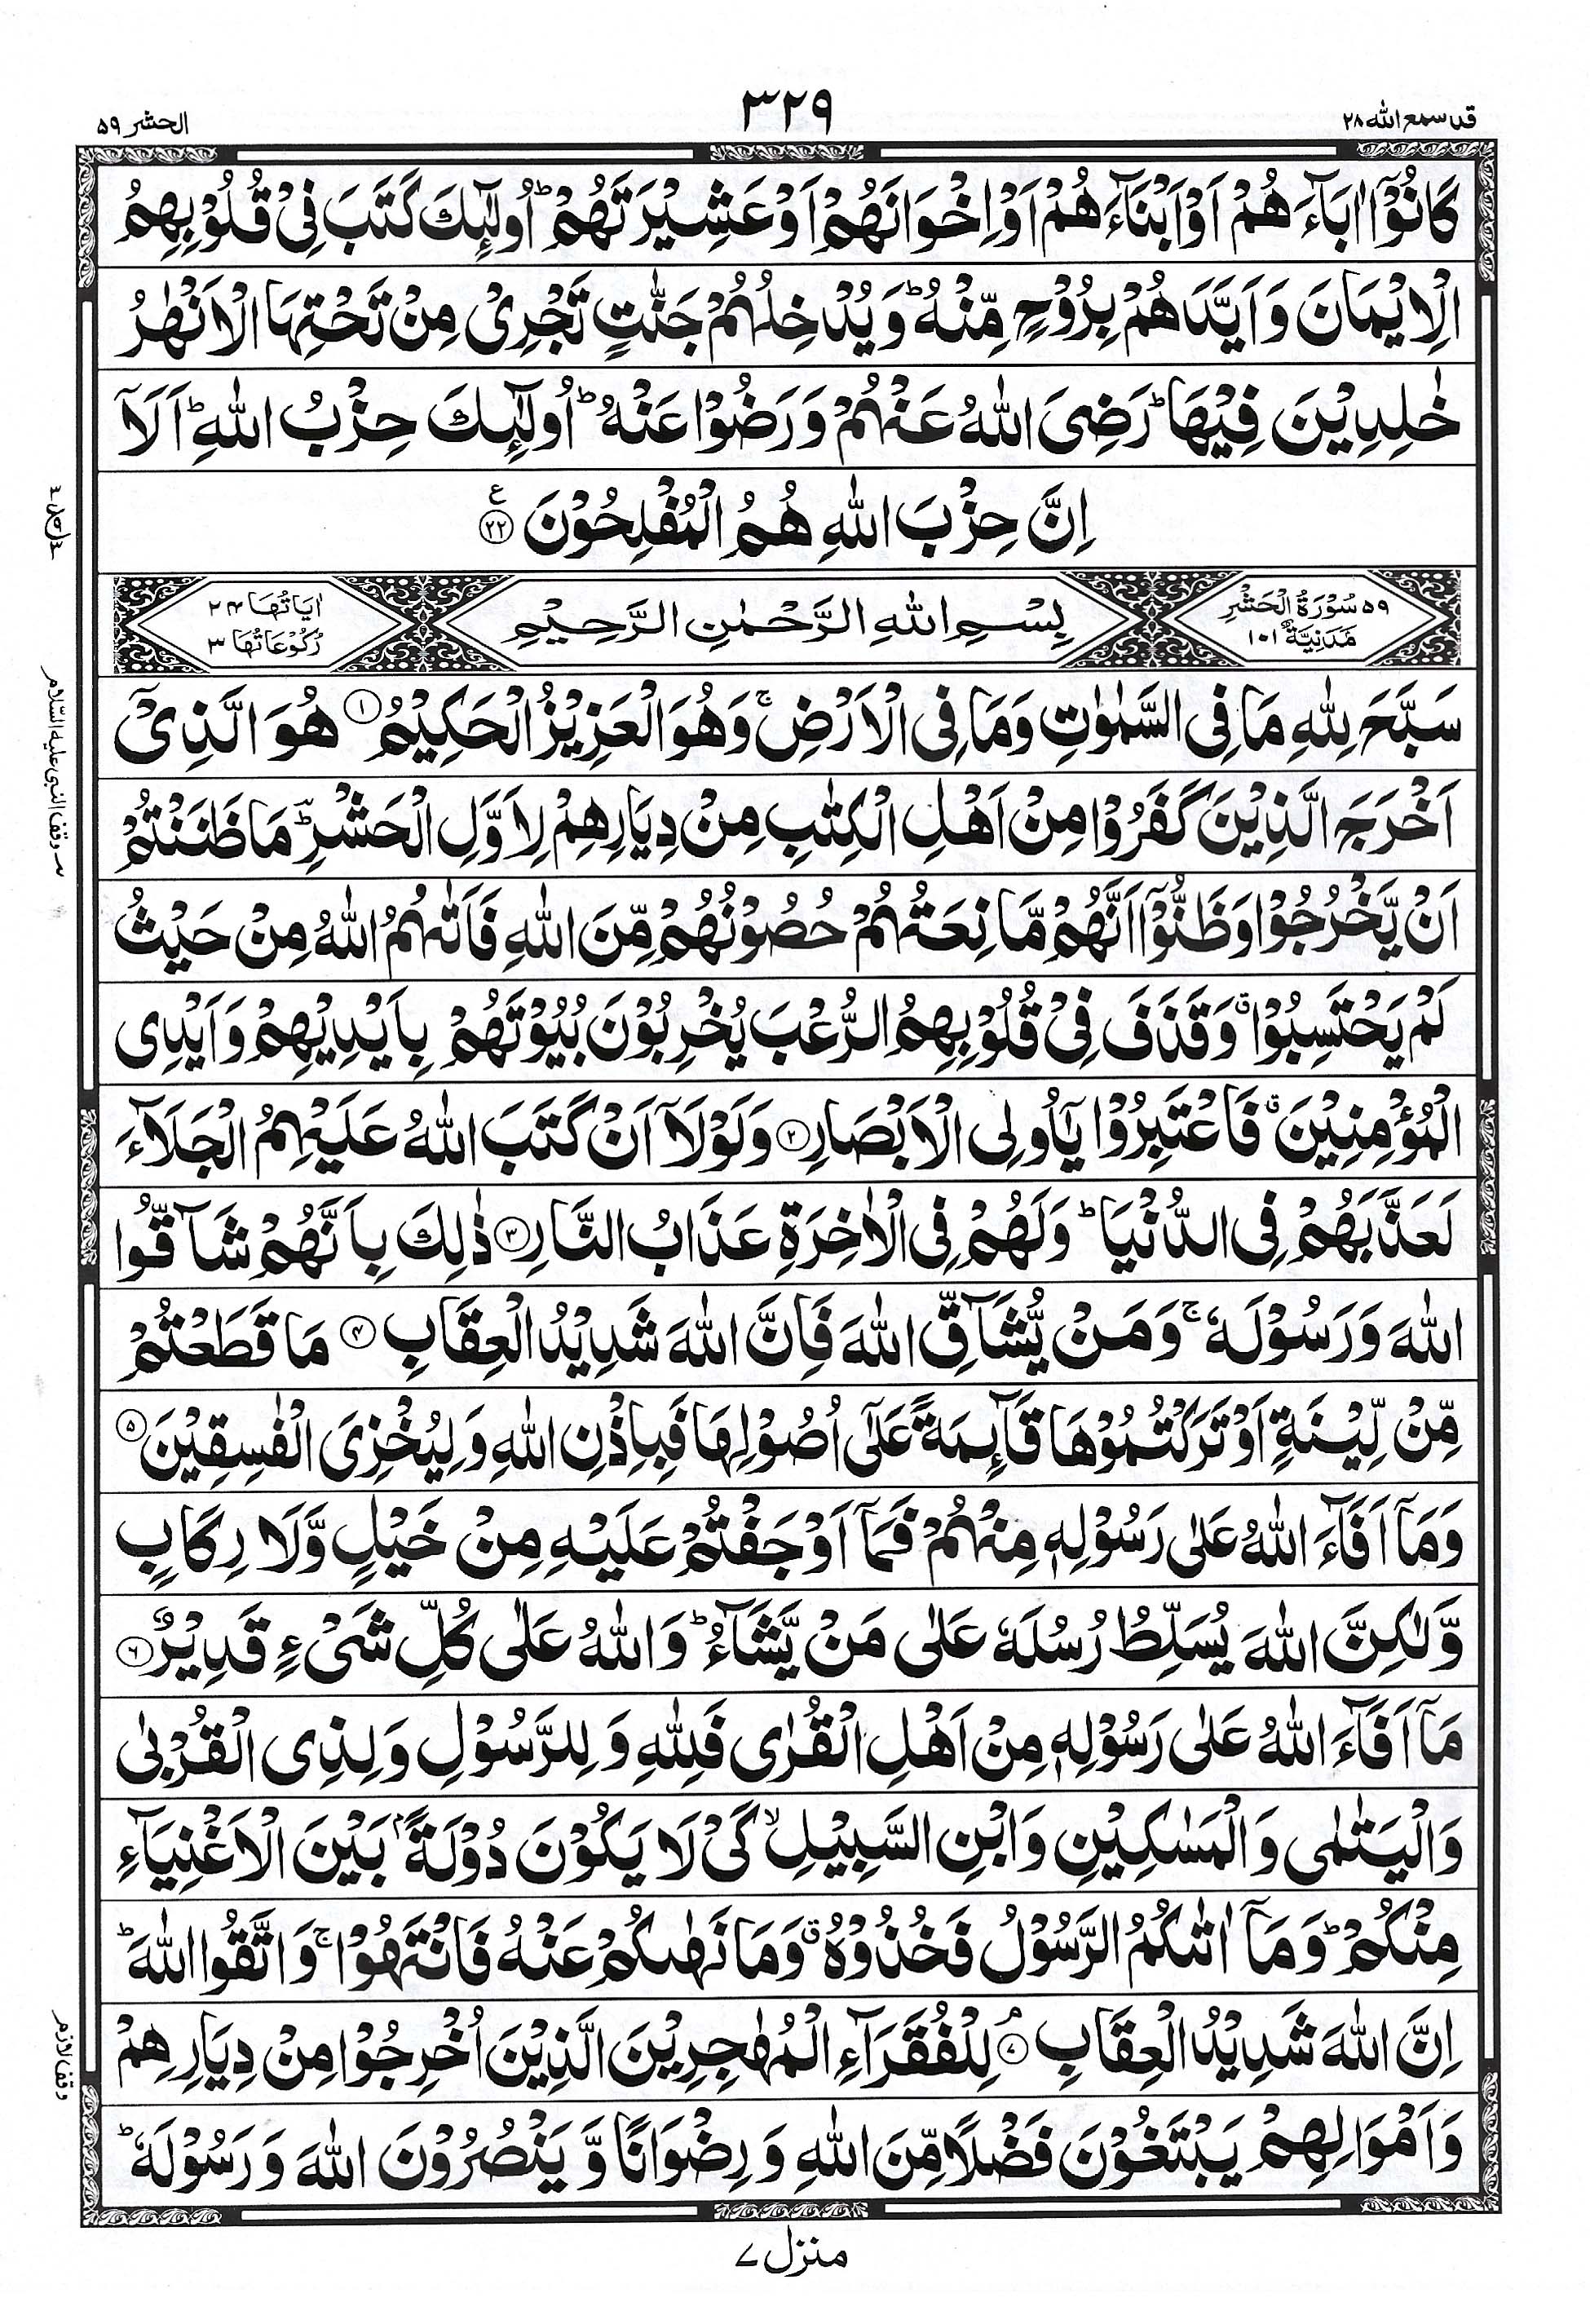 قد سمع الله ٢٨
٣٢٩
الحشر ٥٩
كَانُوْۤا اٰبَآءَهُمْ اَوْ اَبْنَآءَهُمْ اَوْ اِخْوَانَهُمْ اَوْ عَشِيْرَتَهُمْ ؕ اُولٰٓئِكَ كَتَبَ فِىْ قُلُوْبِهِمُ
الْاِيْمَانَ وَ اَيَّدَهُمْ بِرُوْحٍ مِّنْهُ ؕ وَ يُدْخِلُهُمْ جَنّٰتٍ تَجْرِىْ مِنْ تَحْتِهَا الْاَنْهٰرُ
خٰلِدِيْنَ فِيْهَا ؕ رَضِىَ اللّٰهُ عَنْهُمْ وَ رَضُوْا عَنْهُ ؕ اُولٰٓئِكَ حِزْبُ اللّٰهِ ؕ اَلَاۤ
اِنَّ حِزْبَ اللّٰهِ هُمُ الْمُفْلِحُوْنَ ۧ ﴿٢٢﴾
٥٩ سُوْرَةُ الْحَشْرِ
مَدَنِيَّةٌ ١٠١
بِسْمِ اللّٰهِ الرَّحْمٰنِ الرَّحِيْمِ
اٰيَاتُهَا ٢٤
رُكُوْعَاتُهَا ٣
سَبَّحَ لِلّٰهِ مَا فِى السَّمٰوٰتِ وَمَا فِى الْاَرْضِ ۚ وَهُوَ الْعَزِيْزُ الْحَكِيْمُ ﴿١﴾ هُوَ الَّذِىْۤ
اَخْرَجَ الَّذِيْنَ كَفَرُوْا مِنْ اَهْلِ الْكِتٰبِ مِنْ دِيَارِهِمْ لِاَوَّلِ الْحَشْرِ ؕ مَا ظَنَنْتُمْ
اَنْ يَّخْرُجُوْا وَظَنُّوْۤا اَنَّهُمْ مَّانِعَتُهُمْ حُصُوْنُهُمْ مِّنَ اللّٰهِ فَاَتٰىهُمُ اللّٰهُ مِنْ حَيْثُ
لَمْ يَحْتَسِبُوْا ۗ وَقَذَفَ فِىْ قُلُوْبِهِمُ الرُّعْبَ يُخْرِبُوْنَ بُيُوْتَهُمْ بِاَيْدِيْهِمْ وَاَيْدِى
الْمُؤْمِنِيْنَ ۗ فَاعْتَبِرُوْا يٰۤاُولِى الْاَبْصَارِ ﴿٢﴾ وَلَوْلَاۤ اَنْ كَتَبَ اللّٰهُ عَلَيْهِمُ الْجَلَآءَ
لَعَذَّبَهُمْ فِى الدُّنْيَا ؕ وَلَهُمْ فِى الْاٰخِرَةِ عَذَابُ النَّارِ ﴿٣﴾ ذٰلِكَ بِاَنَّهُمْ شَآقُّوا
اللّٰهَ وَرَسُوْلَهٗ ۚ وَمَنْ يُّشَآقِّ اللّٰهَ فَاِنَّ اللّٰهَ شَدِيْدُ الْعِقَابِ ﴿٤﴾ مَا قَطَعْتُمْ
مِّنْ لِّيْنَةٍ اَوْ تَرَكْتُمُوْهَا قَآئِمَةً عَلٰۤى اُصُوْلِهَا فَبِاِذْنِ اللّٰهِ وَلِيُخْزِىَ الْفٰسِقِيْنَ ﴿٥﴾
وَمَاۤ اَفَآءَ اللّٰهُ عَلٰى رَسُوْلِهٖ مِنْهُمْ فَمَاۤ اَوْجَفْتُمْ عَلَيْهِ مِنْ خَيْلٍ وَّلَا رِكَابٍ
وَّلٰكِنَّ اللّٰهَ يُسَلِّطُ رُسُلَهٗ عَلٰى مَنْ يَّشَآءُ ؕ وَاللّٰهُ عَلٰى كُلِّ شَىْءٍ قَدِيْرٌ ﴿٦﴾
مَاۤ اَفَآءَ اللّٰهُ عَلٰى رَسُوْلِهٖ مِنْ اَهْلِ الْقُرٰى فَلِلّٰهِ وَ لِلرَّسُوْلِ وَ لِذِى الْقُرْبٰى
وَالْيَتٰمٰى وَالْمَسٰكِيْنِ وَابْنِ السَّبِيْلِ ۙ كَىْ لَا يَكُوْنَ دُوْلَةًۢ بَيْنَ الْاَغْنِيَآءِ
مِنْكُمْ ؕ وَمَاۤ اٰتٰىكُمُ الرَّسُوْلُ فَخُذُوْهُ ۗ وَمَا نَهٰىكُمْ عَنْهُ فَانْتَهُوْا ۚ وَاتَّقُوا اللّٰهَ ؕ
اِنَّ اللّٰهَ شَدِيْدُ الْعِقَابِ ۘ ﴿٧﴾ لِلْفُقَرَآءِ الْمُهٰجِرِيْنَ الَّذِيْنَ اُخْرِجُوْا مِنْ دِيَارِهِمْ
وَاَمْوَالِهِمْ يَبْتَغُوْنَ فَضْلًا مِّنَ اللّٰهِ وَرِضْوَانًا وَّ يَنْصُرُوْنَ اللّٰهَ وَ رَسُوْلَهٗ ؕ
وقف النبى عليه السّلام
وقف لازم
منزل ٧